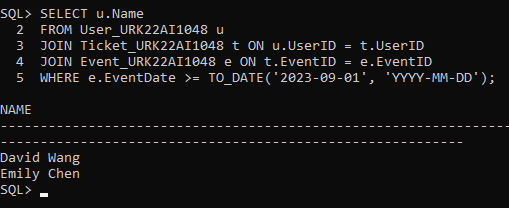 SQL> SELECT u.Name
  2  FROM User_URK22AI1048 u
  3  JOIN Ticket_URK22AI1048 t ON u.UserID = t.UserID
  4  JOIN Event_URK22AI1048 e ON t.EventID = e.EventID
  5  WHERE e.EventDate >= TO_DATE('2023-09-01', 'YYYY-MM-DD');

NAME
--------------------------------------------------------------------------------
----------------------------------------------------------
David Wang
Emily Chen
SQL>